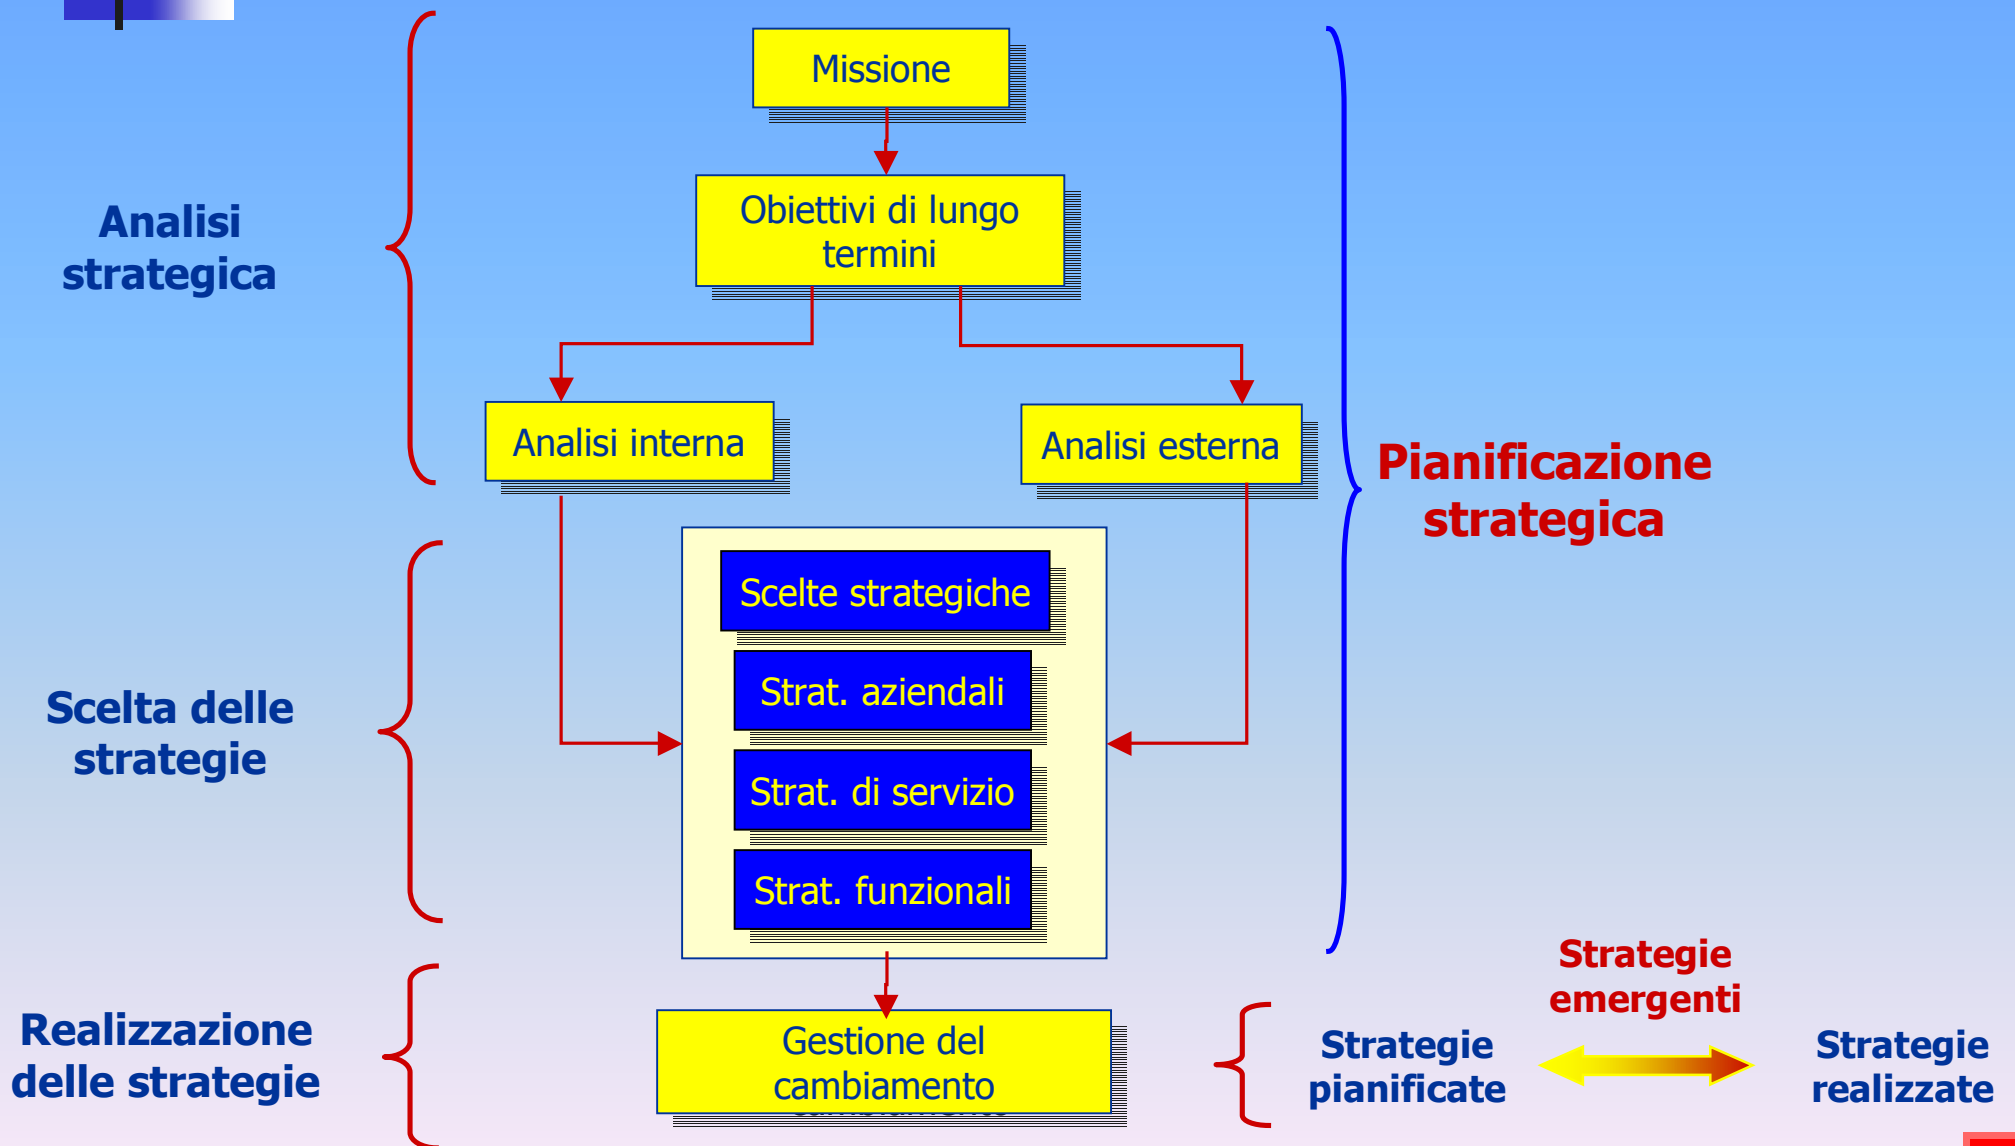 Missione
Obiettivi di lungo
termini
Analisi
strategica
Analisi interna
Analisi esterna
Pianificazione
strategica
Scelte strategiche
Strat. aziendali
Strat. di servizio
Strat. funzionali
Scelta delle
strategie
Realizzazione
delle strategie
Gestione del
cambiamento
Strategie
emergenti
Strategie
pianificate
Strategie
realizzate